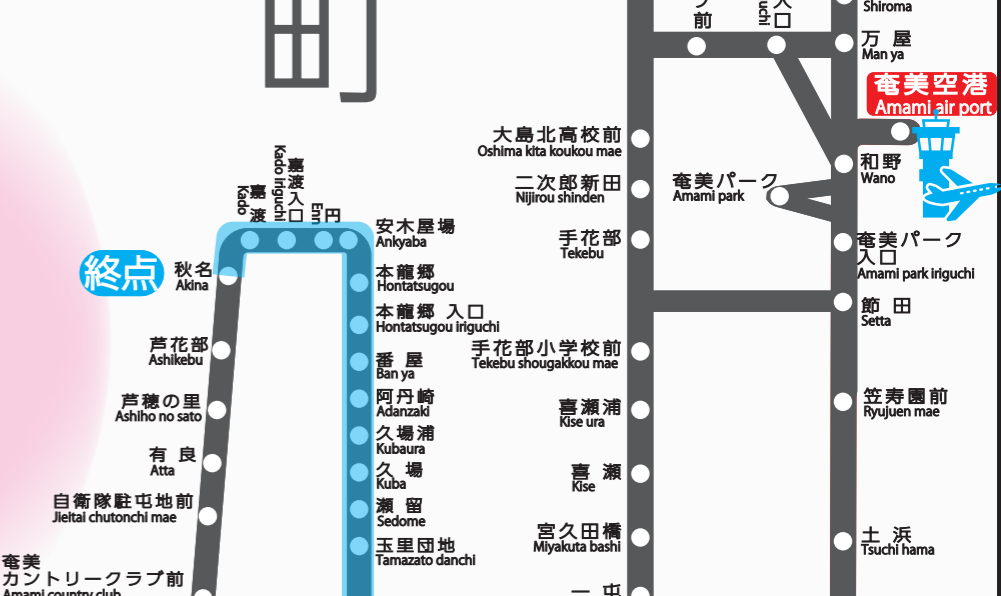 前
入口
uchi
Shiroma
万屋
Man ya
奄美空港
Amami air port
大島北高校前
Oshima kita koukou mae
二次郎新田
Nijirou shinden
手花部
Tekebu
奄美パーク
Amami park
和野
Wano
奄美パーク
入口
Amami park iriguchi
節田
Setta
嘉渡
Kado
嘉渡入口
Kado iriguchi
円
Enn
安木屋場
Ankyaba
終点
秋名
Akina
本龍郷
Hontatsugou
本龍郷 入口
Hontatsugou iriguchi
芦花部
Ashikebu
番屋
Ban ya
手花部小学校前
Tekebu shougakkou mae
芦穂の里
Ashiho no sato
阿丹崎
Adanzaki
喜瀬浦
Kise ura
笠寿園前
Ryujuen mae
久場浦
Kubaura
有良
Atta
久場
Kuba
喜瀬
Kise
自衛隊駐屯地前
Jieitai chutonchi mae
瀬留
Sedome
玉里団地
Tamazato danchi
宮久田橋
Miyakuta bashi
土浜
Tsuchi hama
奄美
カントリークラブ前
Amami country club
一屯